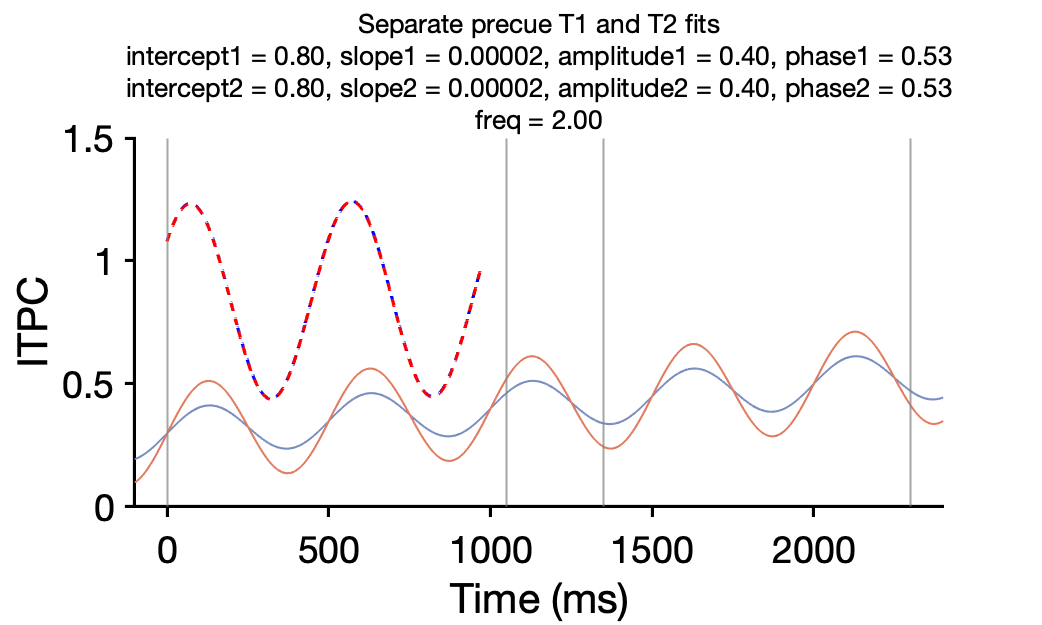 Separate precue T1 and T2 fits
intercept1 = 0.80, slope1 = 0.00002, amplitude1 = 0.40, phase1 = 0.53
intercept2 = 0.80, slope2 = 0.00002, amplitude2 = 0.40, phase2 = 0.53
freq = 2.00
1.5
1
0.5
0
ITPC
0 500 1000 1500 2000
Time (ms)